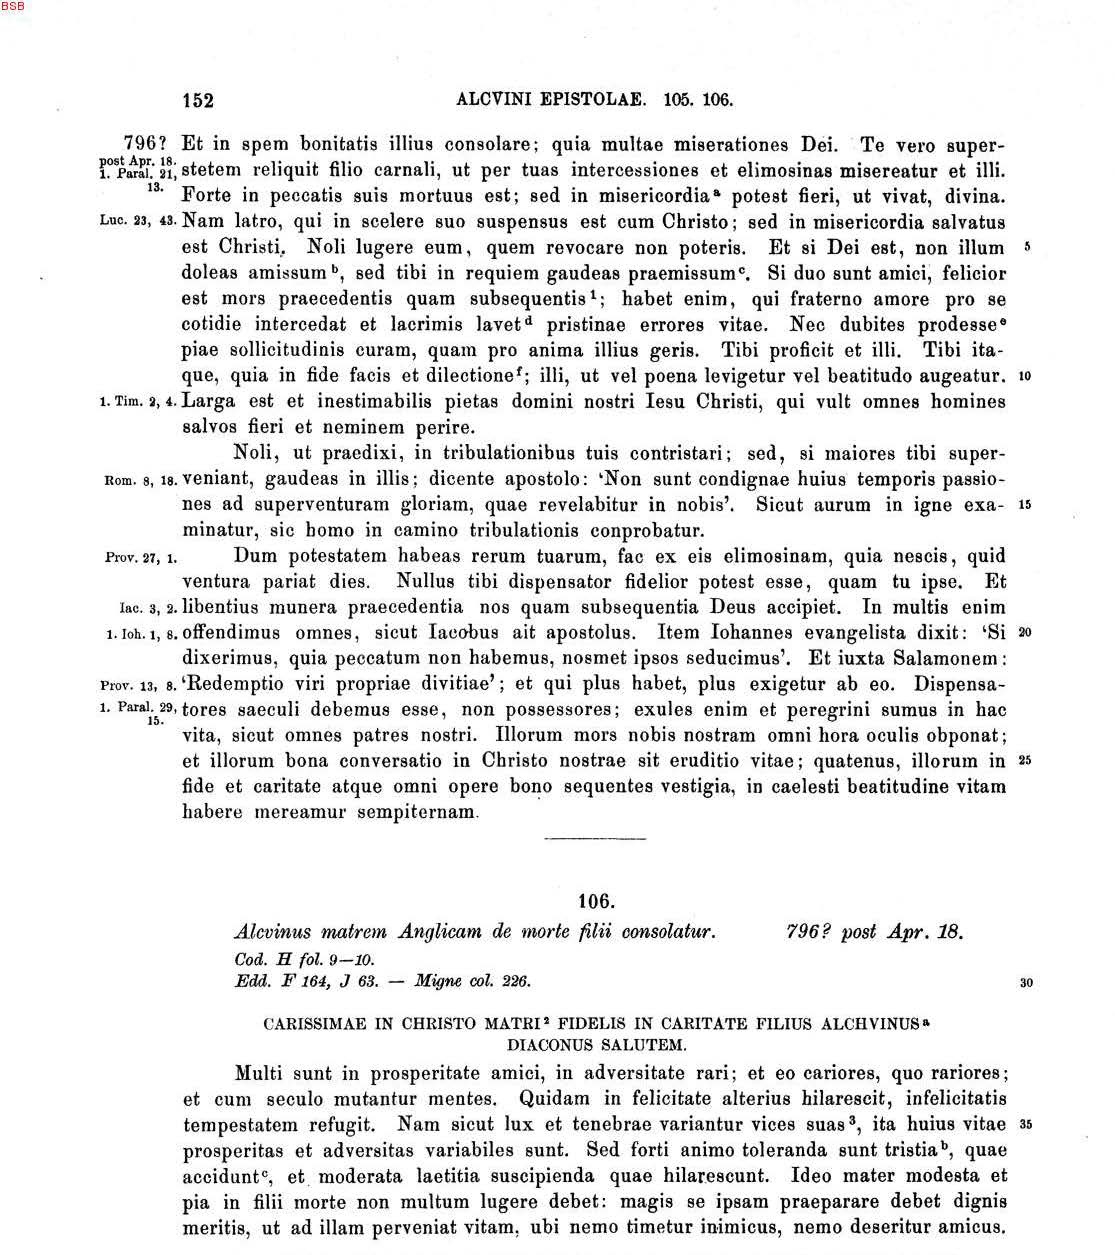 BSB
152 ALCVINI EPISTOLAE. 105. 106.
796? Et in spem bonitatis illius consolare; quia multae miserationes Dei. Te vero super-
post Apr. 18.
1. Paral. 21, stetem reliquit filio carnali, ut per tuas intercessiones et elimosinas misereatur et illi.
13. Forte in peccatis suis mortuus est; sed in misericordia a potest fieri, ut vivat, divina.
Luc. 23, 43. Nam latro, qui in scelere suo suspensus est cum Christo; sed in misericordia salvatus
est Christi. Noli lugere eum, quem revocare non poteris. Et si Dei est, non illum 5
doleas amissum b, sed tibi in requiem gaudeas praemissum c. Si duo sunt amici, felicior
est mors praecedentis quam subsequentis 1; habet enim, qui fraterno amore pro se
cotidie intercedat et lacrimis lavet d pristinae errores vitae. Nec dubites prodesse e
piae sollicitudinis curam, quam pro anima illius geris. Tibi proficit et illi. Tibi ita-
que, quia in fide facis et dilectione f; illi, ut vel poena levigetur vel beatitudo augeatur. 10
1. Tim. 2, 4. Larga est et inestimabilis pietas domini nostri Iesu Christi, qui vult omnes homines
salvos fieri et neminem perire.
Noli, ut praedixi, in tribulationibus tuis contristari; sed, si maiores tibi super-
Rom. 8, 18. veniant, gaudeas in illis; dicente apostolo: ‘Non sunt condignae huius temporis passio-
nes ad superventuram gloriam, quae revelabitur in nobis’. Sicut aurum in igne exa- 15
minatur, sic homo in camino tribulationis conprobatur.
Prov. 27, 1. Dum potestatem habeas rerum tuarum, fac ex eis elimosinam, quia nescis, quid
ventura pariat dies. Nullus tibi dispensator fidelior potest esse, quam tu ipse. Et
Iac. 3, 2. libentius munera praecedentia nos quam subsequentia Deus accipiet. In multis enim
1. Ioh. 1, 8. offendimus omnes, sicut Iacobus ait apostolus. Item Iohannes evangelista dixit: ‘Si 20
dixerimus, quia peccatum non habemus, nosmet ipsos seducimus’. Et iuxta Salamonem:
Prov. 13, 8. ‘Redemptio viri propriae divitiae’; et qui plus habet, plus exigetur ab eo. Dispensa-
1. Paral. 29, tores saeculi debemus esse, non possessores; exules enim et peregrini sumus in hac
15.
vita, sicut omnes patres nostri. Illorum mors nobis nostram omni hora oculis obponat;
et illorum bona conversatio in Christo nostrae sit eruditio vitae; quatenus, illorum in 25
fide et caritate atque omni opere bono sequentes vestigia, in caelesti beatitudine vitam
habere mereamur sempiternam.
106.
Alcvinus matrem Anglicam de morte filii consolatur. 796? post Apr. 18.
Cod. H fol. 9—10.
Edd. F 164, J 63. — Migne col. 226. 30
CARISSIMAE IN CHRISTO MATRI 2 FIDELIS IN CARITATE FILIUS ALCHVINUS a
DIACONUS SALUTEM.
Multi sunt in prosperitate amici, in adversitate rari; et eo cariores, quo rariores;
et cum seculo mutantur mentes. Quidam in felicitate alterius hilarescit, infelicitatis
tempestatem refugit. Nam sicut lux et tenebrae variantur vices suas 3, ita huius vitae 35
prosperitas et adversitas variabiles sunt. Sed forti animo toleranda sunt tristia b, quae
accidunt c, et moderata laetitia suscipienda quae hilarescunt. Ideo mater modesta et
pia in filii morte non multum lugere debet: magis se ipsam praeparare debet dignis
meritis, ut ad illam perveniat vitam, ubi nemo timetur inimicus, nemo deseritur amicus.